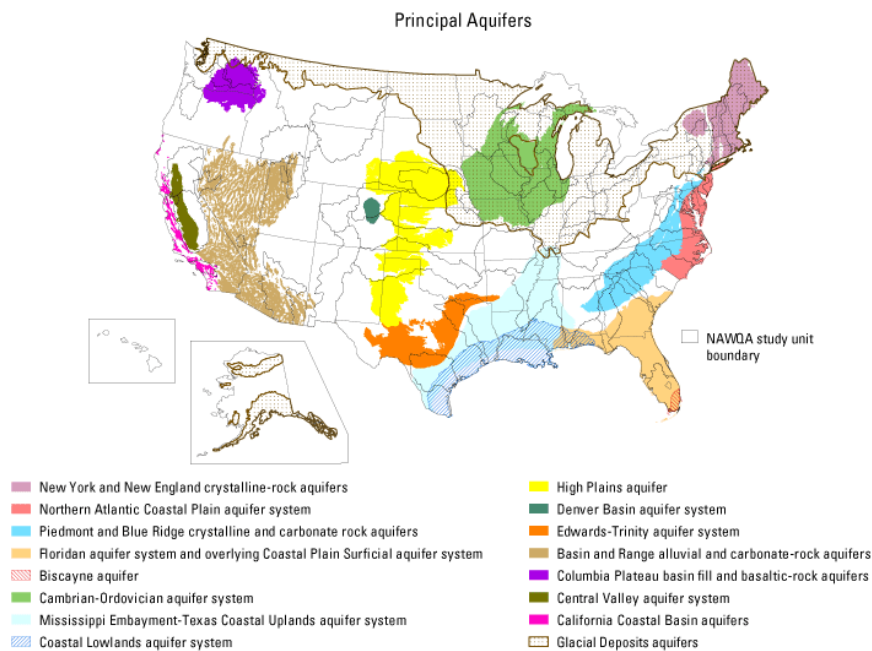 Principal Aquifers
NAWQA study unit
boundary
New York and New England crystalline-rock aquifers
Northern Atlantic Coastal Plain aquifer system
Piedmont and Blue Ridge crystalline and carbonate rock aquifers
Floridan aquifer system and overlying Coastal Plain Surficial aquifer system
Biscayne aquifer
Cambrian-Ordovician aquifer system
Mississippi Embayment-Texas Coastal Uplands aquifer system
Coastal Lowlands aquifer system
High Plains aquifer
Denver Basin aquifer system
Edwards-Trinity aquifer system
Basin and Range alluvial and carbonate-rock aquifers
Columbia Plateau basin fill and basaltic-rock aquifers
Central Valley aquifer system
California Coastal Basin aquifers
Glacial Deposits aquifers